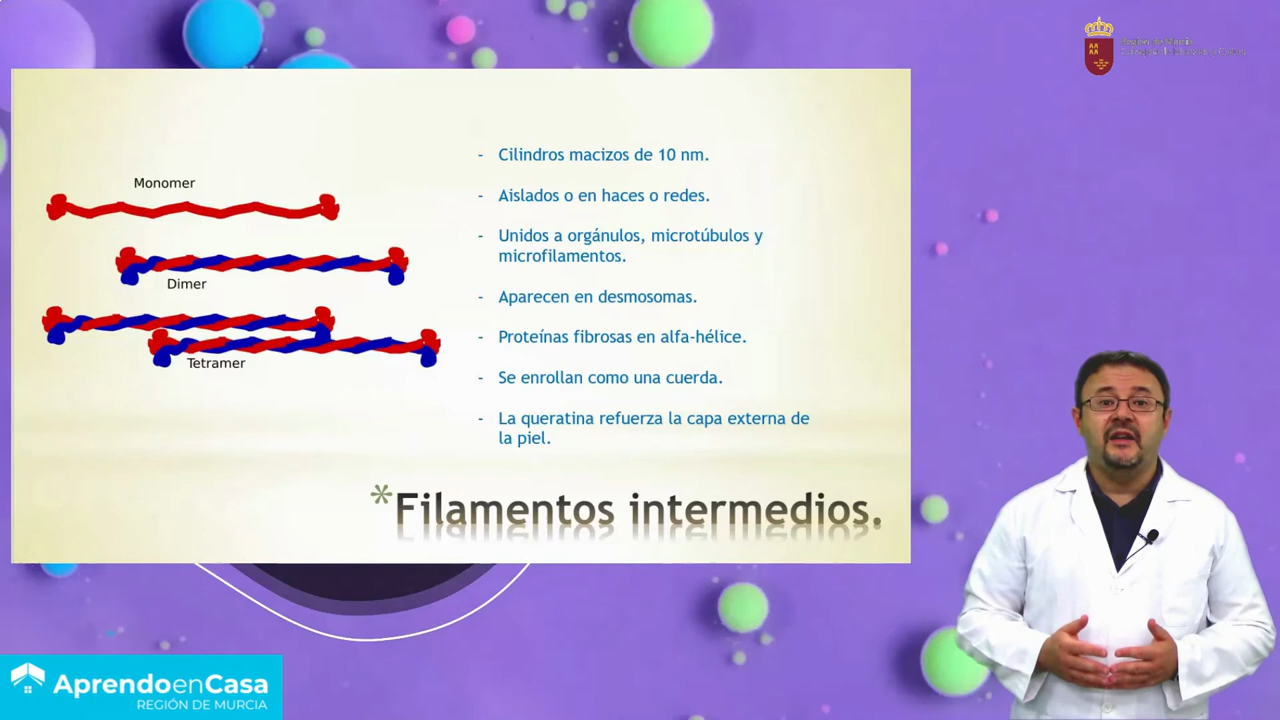 Monomer
Dimer
Tetramer
- Cilindros macizos de 10 nm.
- Aislados o en haces o redes.
- Unidos a orgánulos, microtúbulos y
microfilamentos.
- Aparecen en desmosomas.
- Proteínas fibrosas en alfa-hélice.
- Se enrollan como una cuerda.
- La queratina refuerza la capa externa de
la piel.
*Filamentos intermedios.
AprendoenCasa
REGIÓN DE MURCIA